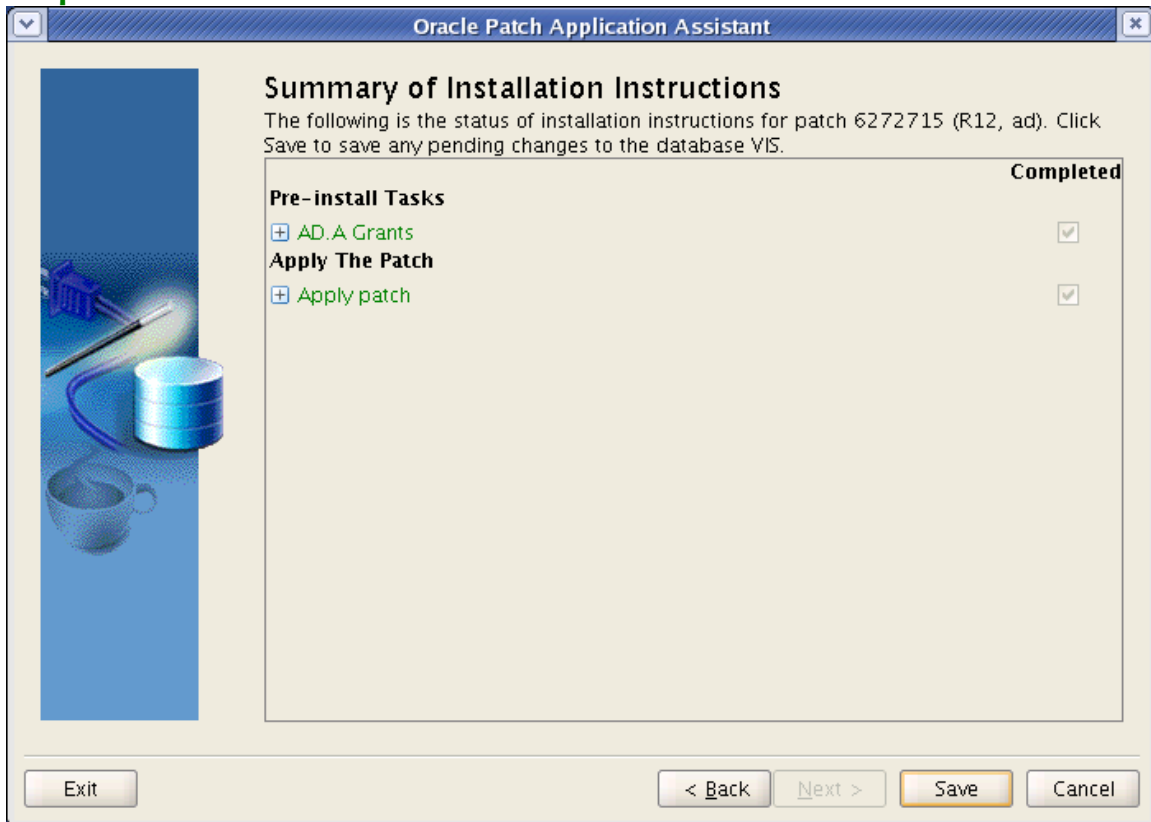 Oracle Patch Application Assistant
Summary of Installation Instructions
The following is the status of installation instructions for patch 6272715 (R12, ad). Click
Save to save any pending changes to the database VIS.
Completed
Pre-install Tasks
AD.A Grants
Apply The Patch
Apply patch
Exit
< Back
Next >
Save
Cancel